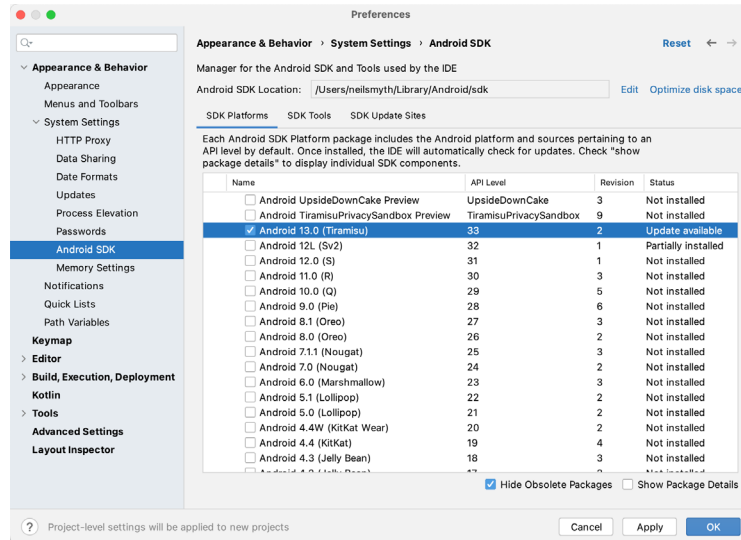 Preferences
Appearance & Behavior › System Settings › Android SDK Reset ← →
Appearance & Behavior
Appearance
Menus and Toolbars
System Settings
HTTP Proxy
Data Sharing
Date Formats
Updates
Process Elevation
Passwords
Android SDK
Memory Settings
Notifications
Quick Lists
Path Variables
Keymap
Editor
Build, Execution, Deployment
Kotlin
Tools
Advanced Settings
Layout Inspector
Manager for the Android SDK and Tools used by the IDE
Android SDK Location: /Users/neilsmyth/Library/Android/sdk Edit Optimize disk space
SDK Platforms SDK Tools SDK Update Sites
Each Android SDK Platform package includes the Android platform and sources pertaining to an
API level by default. Once installed, the IDE will automatically check for updates. Check "show
package details" to display individual SDK components.
Name API Level Revision Status
Android UpsideDownCake Preview UpsideDownCake 3 Not installed
Android TiramisuPrivacySandbox Preview TiramisuPrivacySandbox 9 Not installed
Android 13.0 (Tiramisu) 33 2 Update available
Android 12L (Sv2) 32 1 Partially installed
Android 12.0 (S) 31 1 Not installed
Android 11.0 (R) 30 3 Not installed
Android 10.0 (Q) 29 5 Not installed
Android 9.0 (Pie) 28 6 Not installed
Android 8.1 (Oreo) 27 3 Not installed
Android 8.0 (Oreo) 26 2 Not installed
Android 7.1.1 (Nougat) 25 3 Not installed
Android 7.0 (Nougat) 24 2 Not installed
Android 6.0 (Marshmallow) 23 3 Not installed
Android 5.1 (Lollipop) 22 2 Not installed
Android 5.0 (Lollipop) 21 2 Not installed
Android 4.4W (KitKat Wear) 20 2 Not installed
Android 4.4 (KitKat) 19 4 Not installed
Android 4.3 (Jelly Bean) 18 3 Not installed
Hide Obsolete Packages Show Package Details
? Project-level settings will be applied to new projects
Cancel Apply OK